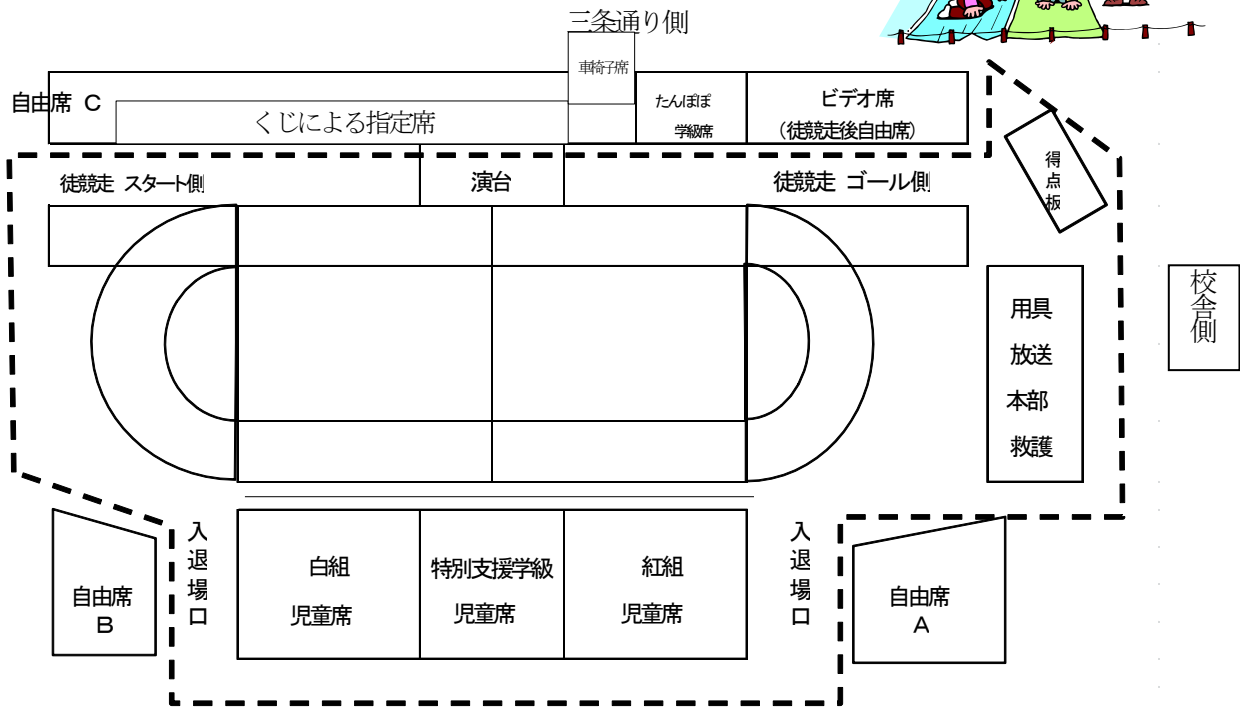 三条通り側
車椅子席
自由席 C
くじによる指定席
たんぽぽ
学級席
ビデオ席
（徒競走後自由席）
得点板
徒競走 スタート側
演台
徒競走 ゴール側
校舎側
用具
放送
本部
救護
入退場口
白組
児童席
特別支援学級
児童席
紅組
児童席
入退場口
自由席
B
自由席
A